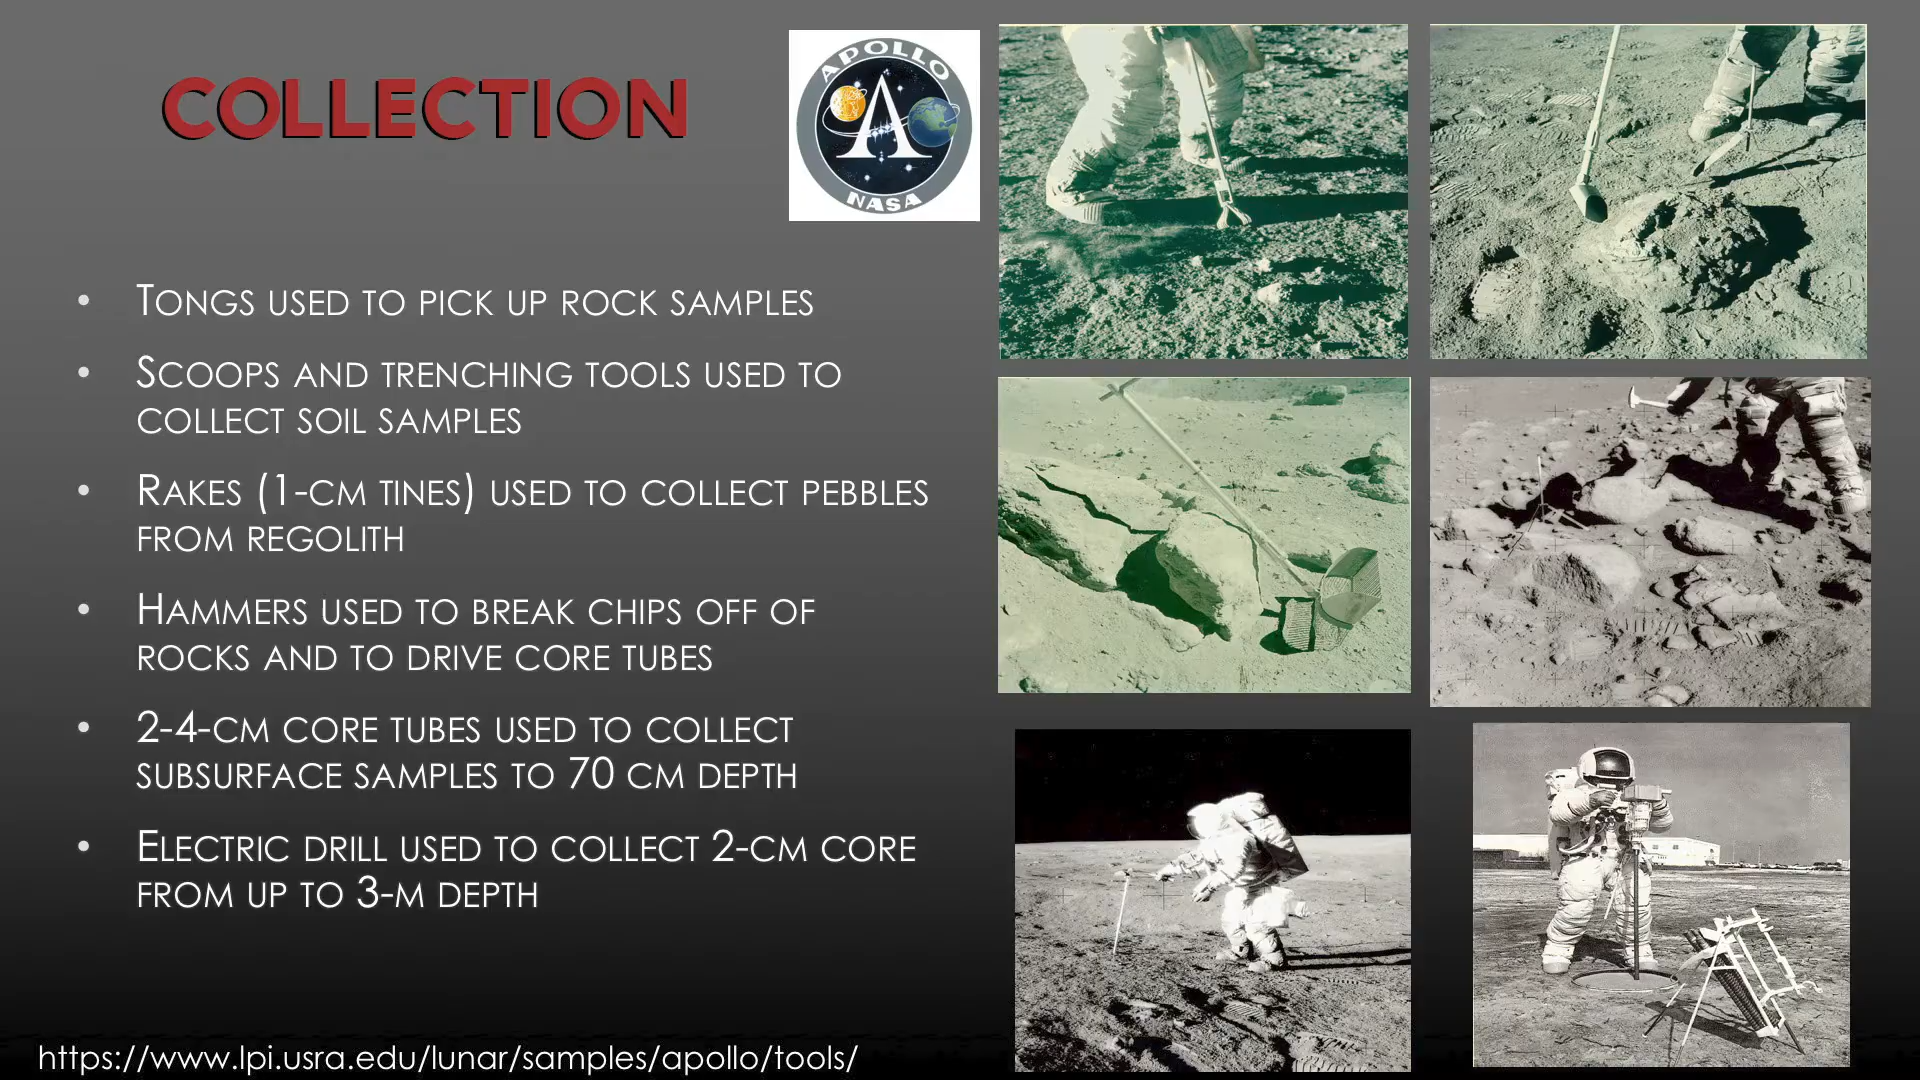 COLLECTION
APOLLO
NASA
• Tongs used to pick up rock samples
• Scoops and trenching tools used to
collect soil samples
• Rakes (1-cm tines) used to collect pebbles
from regolith
• Hammers used to break chips off of
rocks and to drive core tubes
• 2-4-cm core tubes used to collect
subsurface samples to 70 cm depth
• Electric drill used to collect 2-cm core
from up to 3-m depth
https://www.lpi.usra.edu/lunar/samples/apollo/tools/